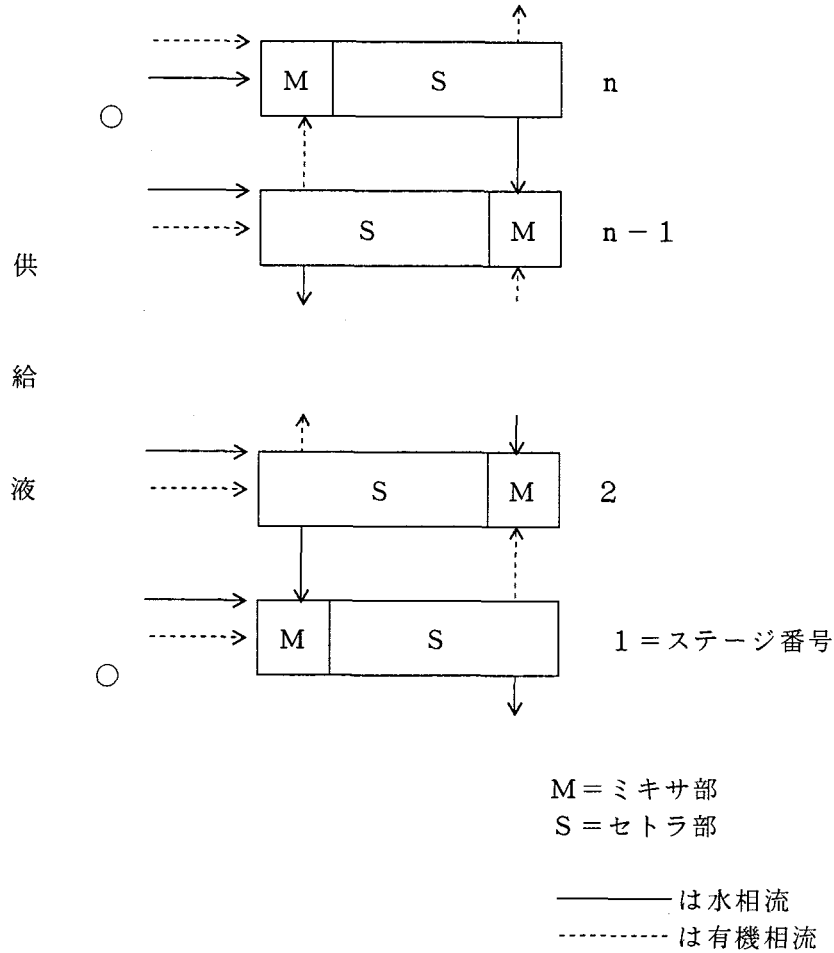 M S n
S M n－1
供
給
液
S M 2
M S 1＝ステージ番号
M＝ミキサ部
S＝セトラ部
は水相流
は有機相流